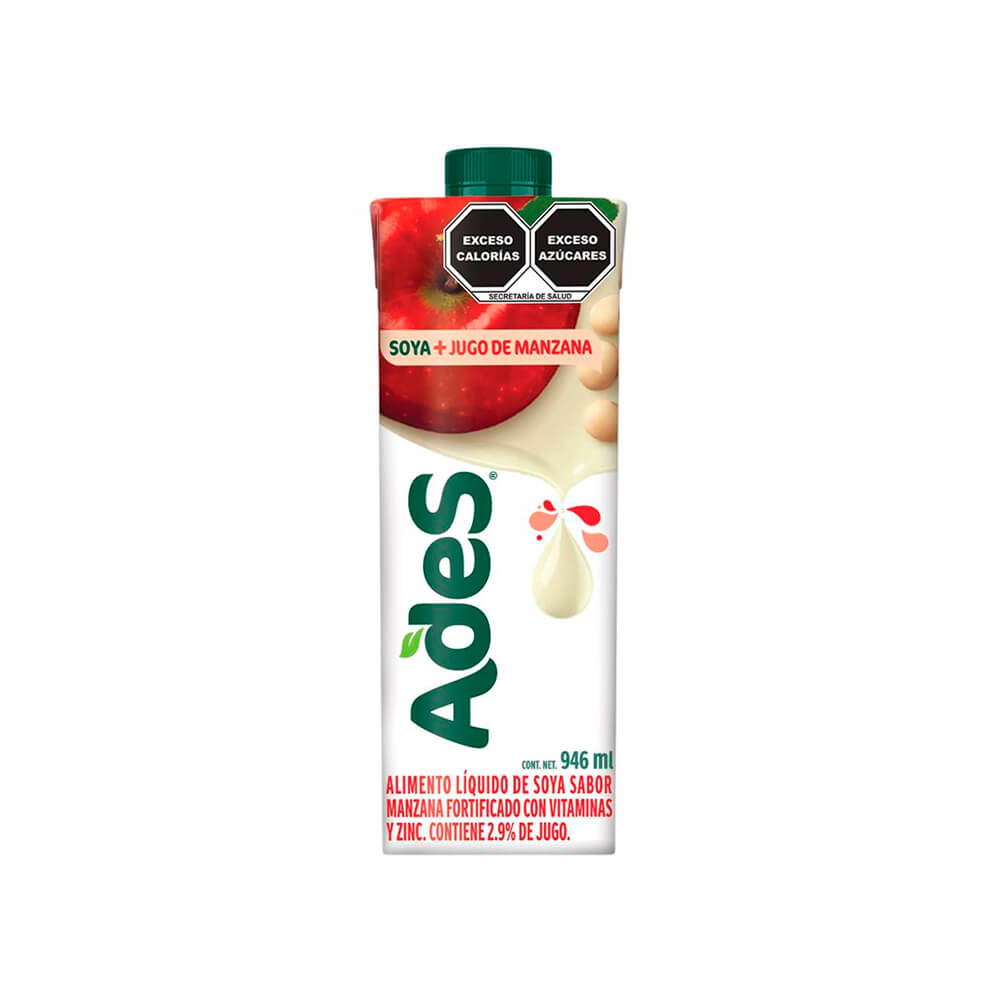 EXCESO
CALORÍAS
EXCESO
AZÚCARES
SECRETARÍA DE SALUD
SOYA + JUGO DE MANZANA
AdeS®
CONT. NET. 946 ml
ALIMENTO LÍQUIDO DE SOYA SABOR
MANZANA FORTIFICADO CON VITAMINAS
Y ZINC. CONTIENE 2.9% DE JUGO.